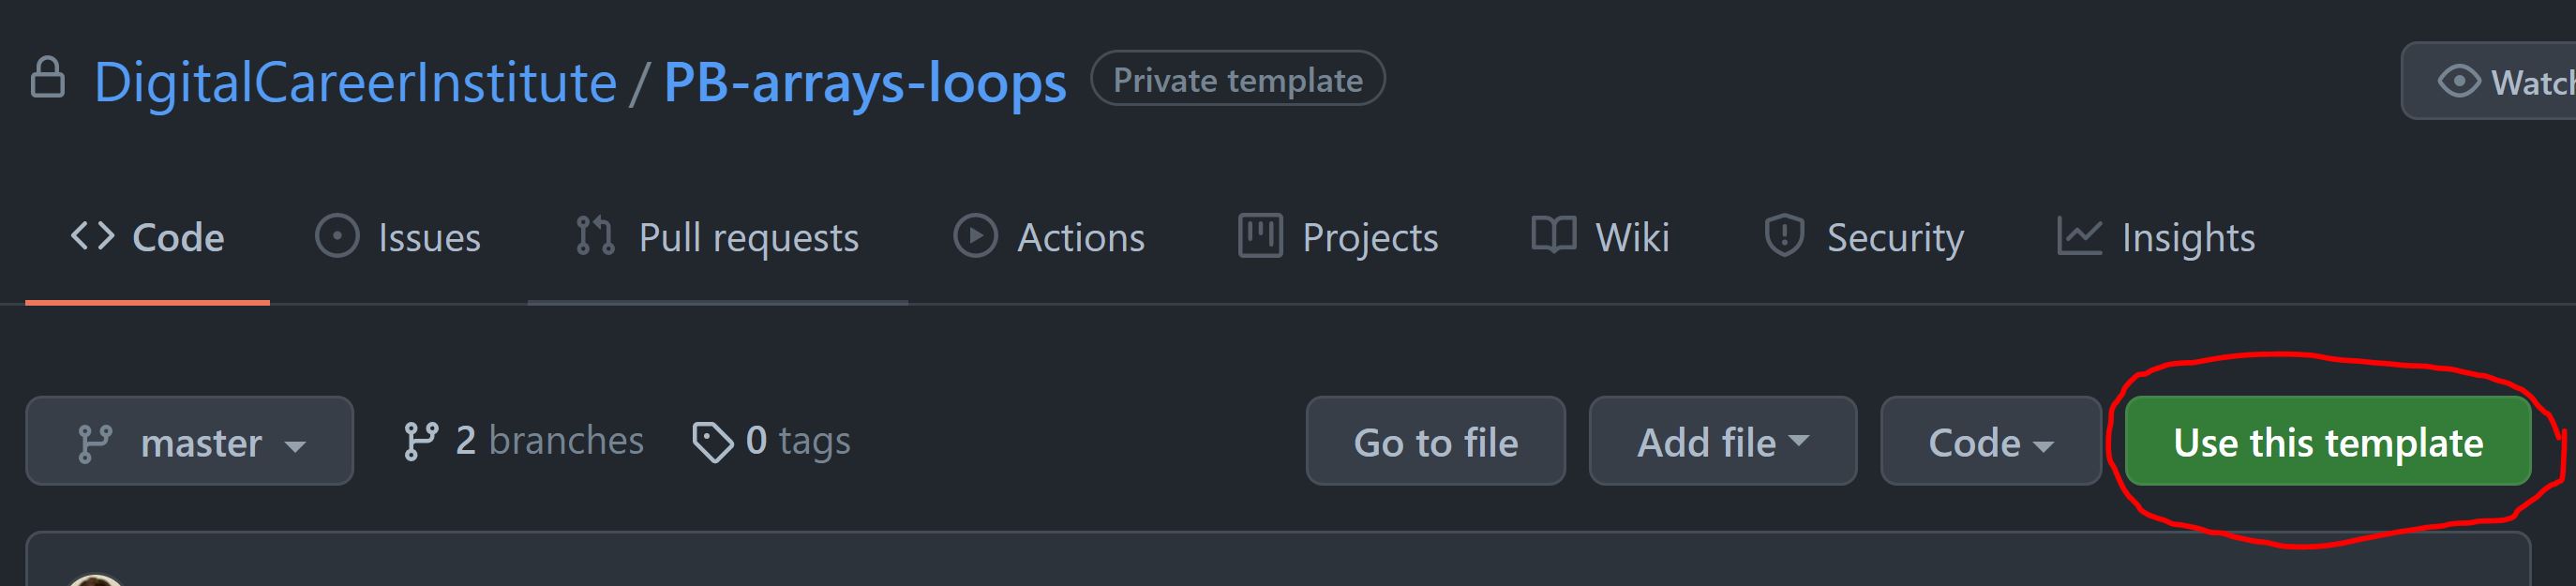 DigitalCareerInstitute / PB-arrays-loops Private template Watch
Code Issues Pull requests Actions Projects Wiki Security Insights
master 2 branches 0 tags Go to file Add file Code Use this template